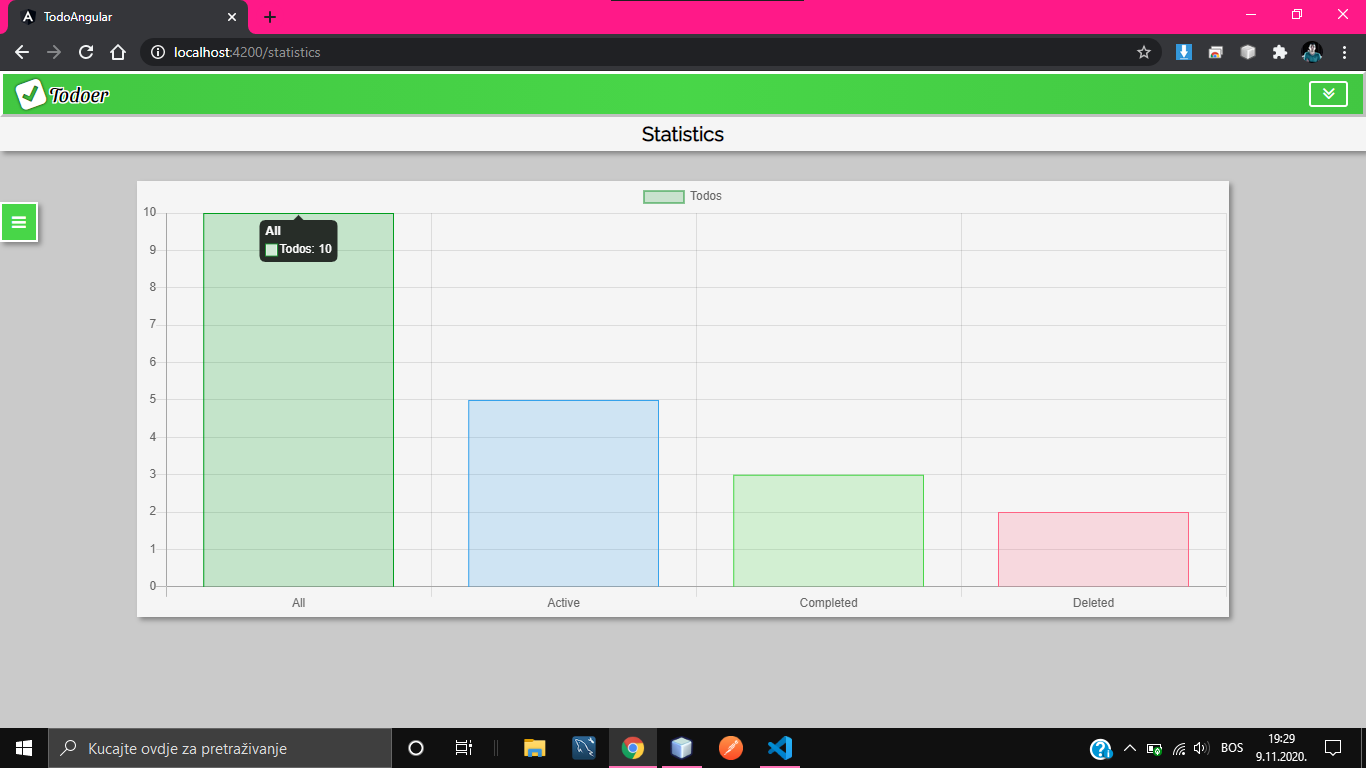 TodoAngular
localhost:4200/statistics
Todoer
Statistics
Todos
10
9
8
7
6
5
4
3
2
1
0
All
Todos: 10
All
Active
Completed
Deleted
Kucajte ovdje za pretraživanje
BOS
19:29
9.11.2020.